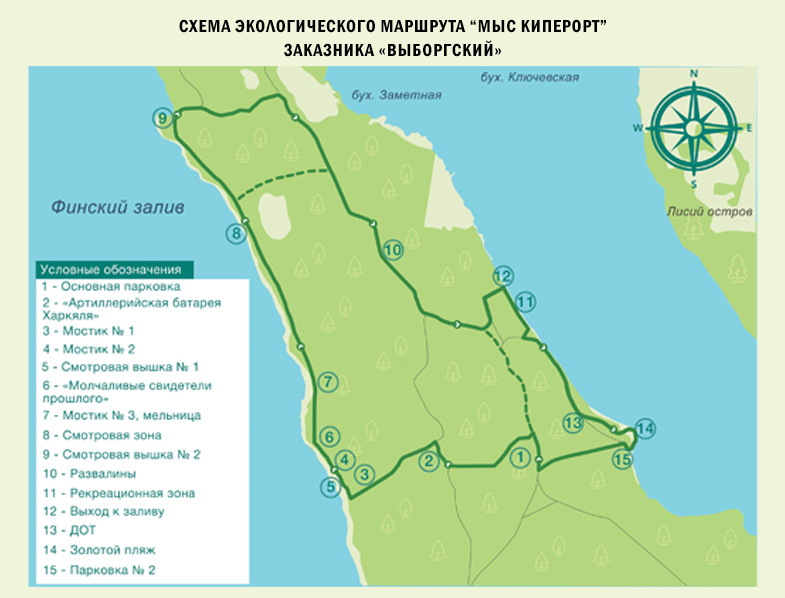 СХЕМА ЭКОЛОГИЧЕСКОГО МАРШРУТА “МЫС КИПЕРОРТ”
ЗАКАЗНИКА «ВЫБОРГСКИЙ»
бух. Ключевская
бух. Заметная
N
W
E
S
Лисий остров
Финский залив
9
8
10
12
11
7
6
4
5
3
2
1
13
14
15
Условные обозначения
1 - Основная парковка
2 - «Артиллерийская батарея
Харкяля»
3 - Мостик № 1
4 - Мостик № 2
5 - Смотровая вышка № 1
6 - «Молчаливые свидетели
прошлого»
7 - Мостик № 3, мельница
8 - Смотровая зона
9 - Смотровая вышка № 2
10 - Развалины
11 - Рекреационная зона
12 - Выход к заливу
13 - ДОТ
14 - Золотой пляж
15 - Парковка № 2